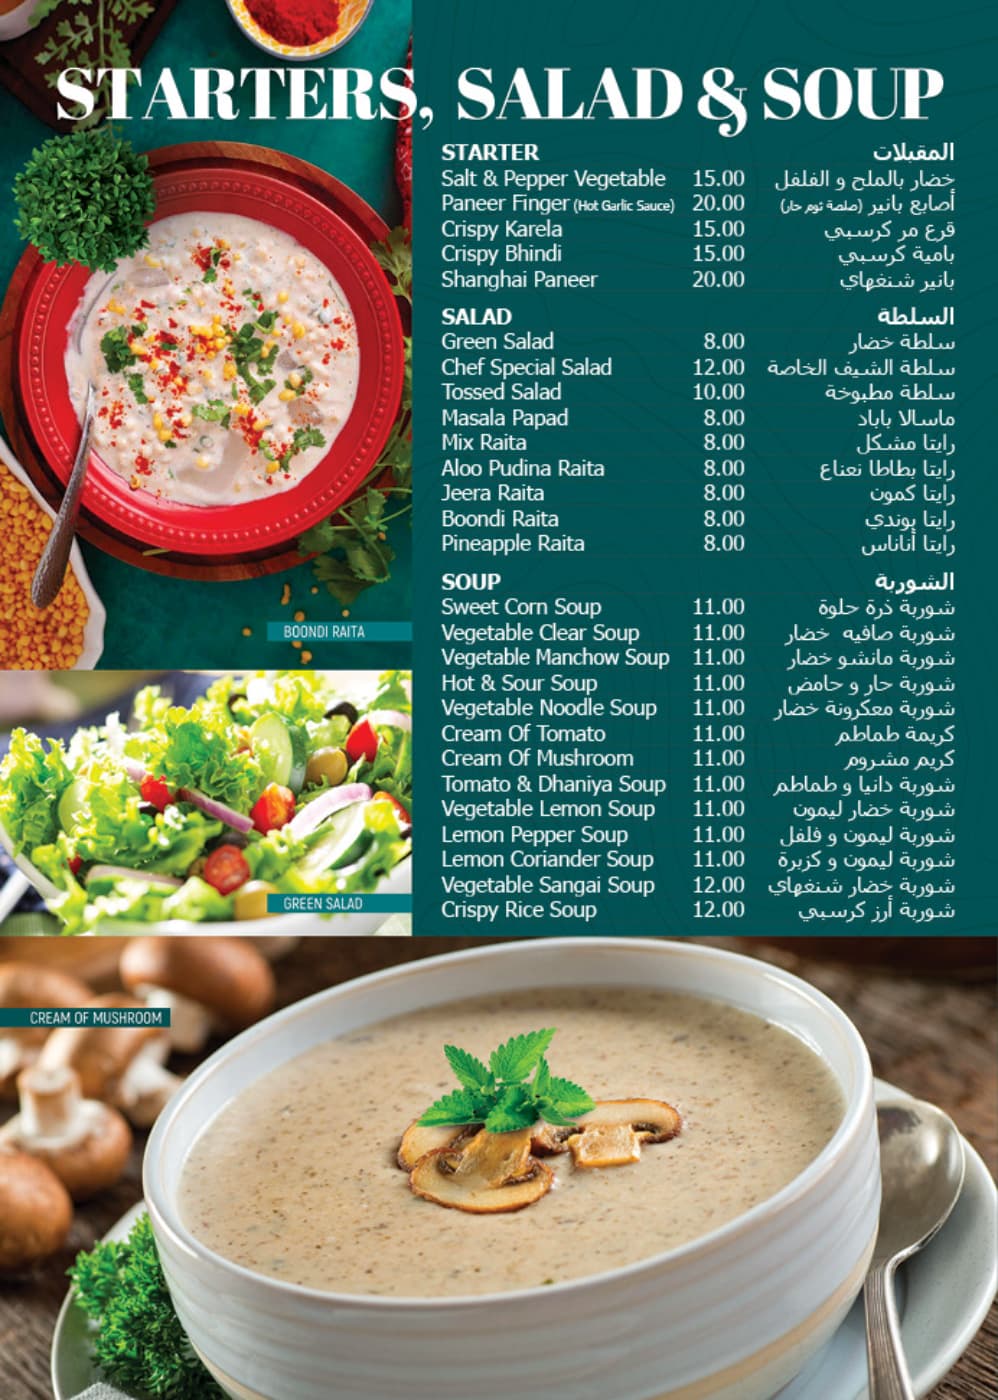 STARTERS, SALAD & SOUP
STARTER المقبلات
Salt & Pepper Vegetable 15.00 خضار بالملح و الفلفل
Paneer Finger (Hot Garlic Sauce) 20.00 أصابع بانير (صلصة ثوم حار)
Crispy Karela 15.00 قرع مر كرسبي
Crispy Bhindi 15.00 بامية كرسبي
Shanghai Paneer 20.00 بانير شنغهاي
SALAD السلطة
Green Salad 8.00 سلطة خضار
Chef Special Salad 12.00 سلطة الشيف الخاصة
Tossed Salad 10.00 سلطة مطبوخة
Masala Papad 8.00 ماسالا باباد
Mix Raita 8.00 رايتا مشكل
Aloo Pudina Raita 8.00 رايتا بطاطا نعناع
Jeera Raita 8.00 رايتا كمون
Boondi Raita 8.00 رايتا بوندي
Pineapple Raita 8.00 رايتا أناناس
SOUP الشوربة
Sweet Corn Soup 11.00 شوربة ذرة حلوة
Vegetable Clear Soup 11.00 شوربة صافيه خضار
Vegetable Manchow Soup 11.00 شوربة مانشو خضار
Hot & Sour Soup 11.00 شوربة حار و حامض
Vegetable Noodle Soup 11.00 شوربة معكرونة خضار
Cream Of Tomato 11.00 كريمة طماطم
Cream Of Mushroom 11.00 كريم مشروم
Tomato & Dhaniya Soup 11.00 شوربة دانيا و طماطم
Vegetable Lemon Soup 11.00 شوربة خضار ليمون
Lemon Pepper Soup 11.00 شوربة ليمون و فلفل
Lemon Coriander Soup 11.00 شوربة ليمون و كزبرة
Vegetable Sangai Soup 12.00 شوربة خضار شنغهاي
Crispy Rice Soup 12.00 شوربة أرز كرسبي
BOONDI RAITA
GREEN SALAD
CREAM OF MUSHROOM